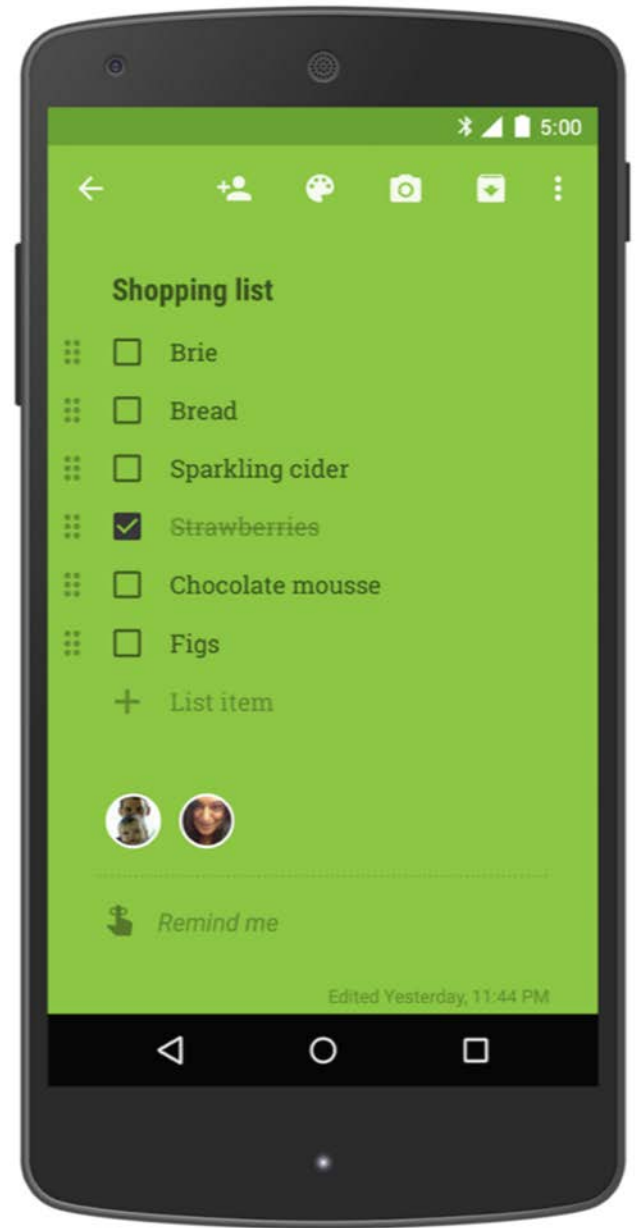 5:00
Shopping list
Brie
Bread
Sparkling cider
Strawberries
Chocolate mousse
Figs
List item
Remind me
Edited Yesterday, 11:44 PM